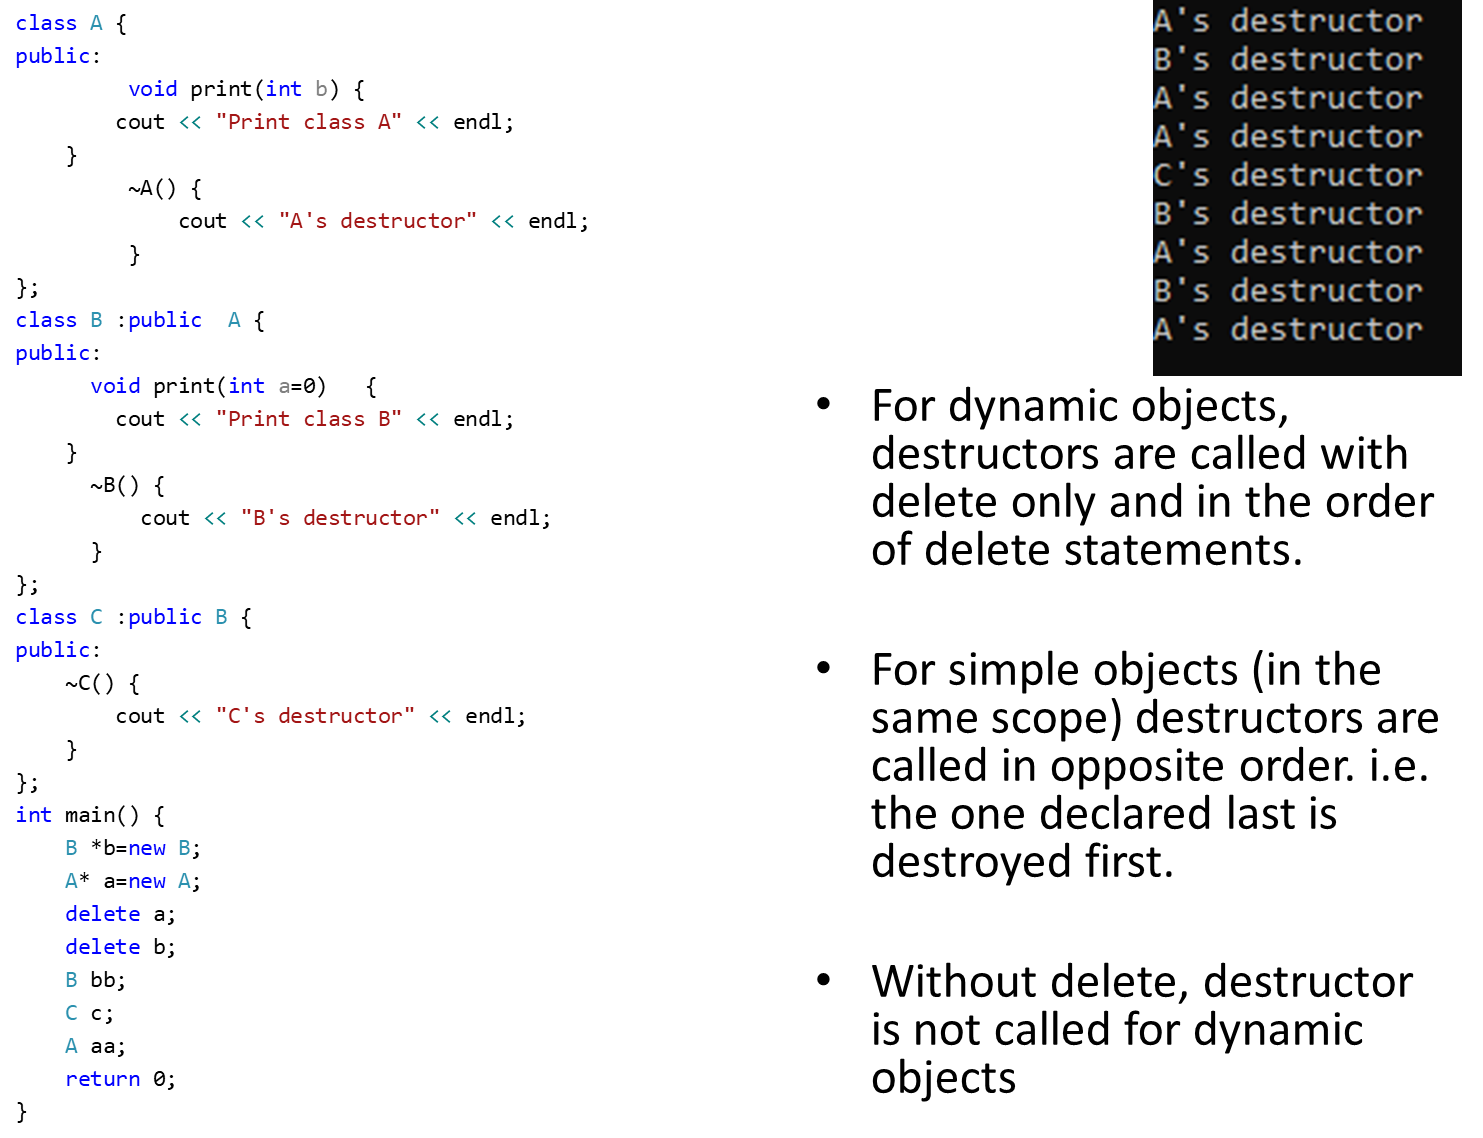 class A {
public:
void print(int b) {
cout << "Print class A" << endl;
}
~A() {
cout << "A's destructor" << endl;
}
};
class B :public  A {
public:
void print(int a=0)   {
cout << "Print class B" << endl;
}
~B() {
cout << "B's destructor" << endl;
}
};
class C :public B {
public:
~C() {
cout << "C's destructor" << endl;
}
};
int main() {
B *b=new B;
A* a=new A;
delete a;
delete b;
B bb;
C c;
A aa;
return 0;
}
A's destructor
B's destructor
A's destructor
A's destructor
C's destructor
B's destructor
A's destructor
B's destructor
A's destructor
• For dynamic objects,
destructors are called with
delete only and in the order
of delete statements.
• For simple objects (in the
same scope) destructors are
called in opposite order. i.e.
the one declared last is
destroyed first.
• Without delete, destructor
is not called for dynamic
objects